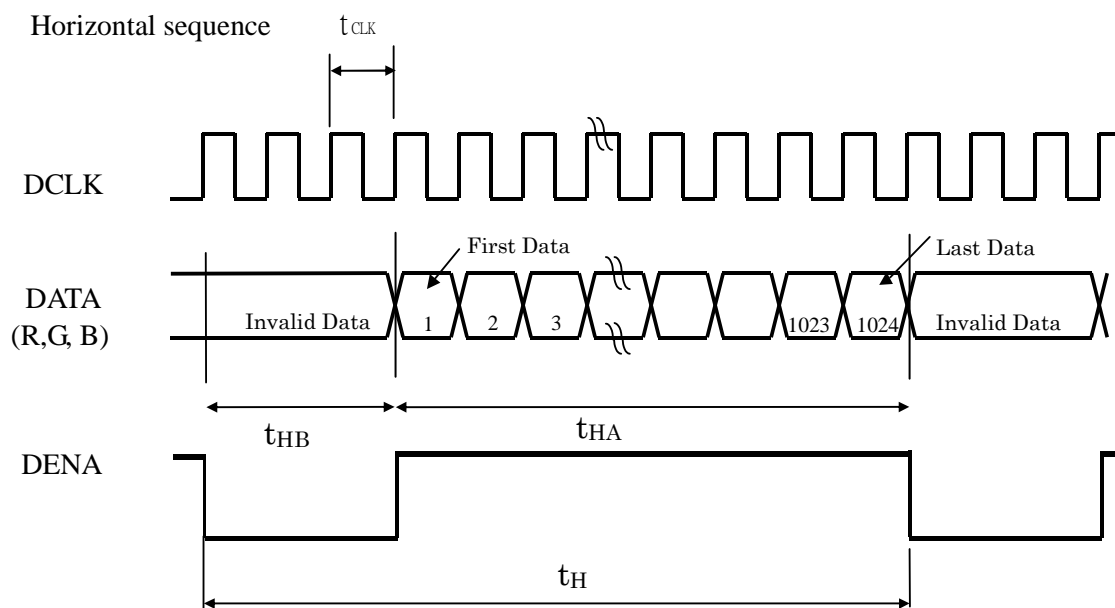 Horizontal sequence
tCLK
DCLK
First Data
Last Data
DATA
(R,G, B)
Invalid Data
1
2
3
1023
1024
Invalid Data
tHB
tHA
DENA
tH